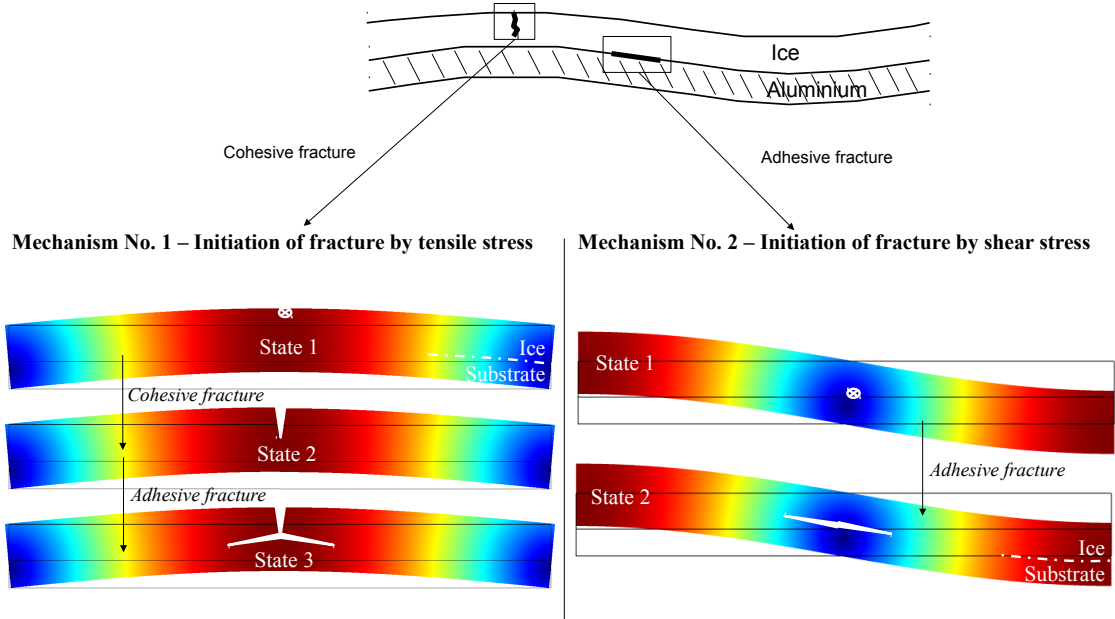 Ice
Aluminium
Cohesive fracture
Adhesive fracture
Mechanism No. 1 – Initiation of fracture by tensile stress
State 1
Ice
Substrate
Cohesive fracture
State 2
Adhesive fracture
State 3
Mechanism No. 2 – Initiation of fracture by shear stress
State 1
Adhesive fracture
State 2
Ice
Substrate